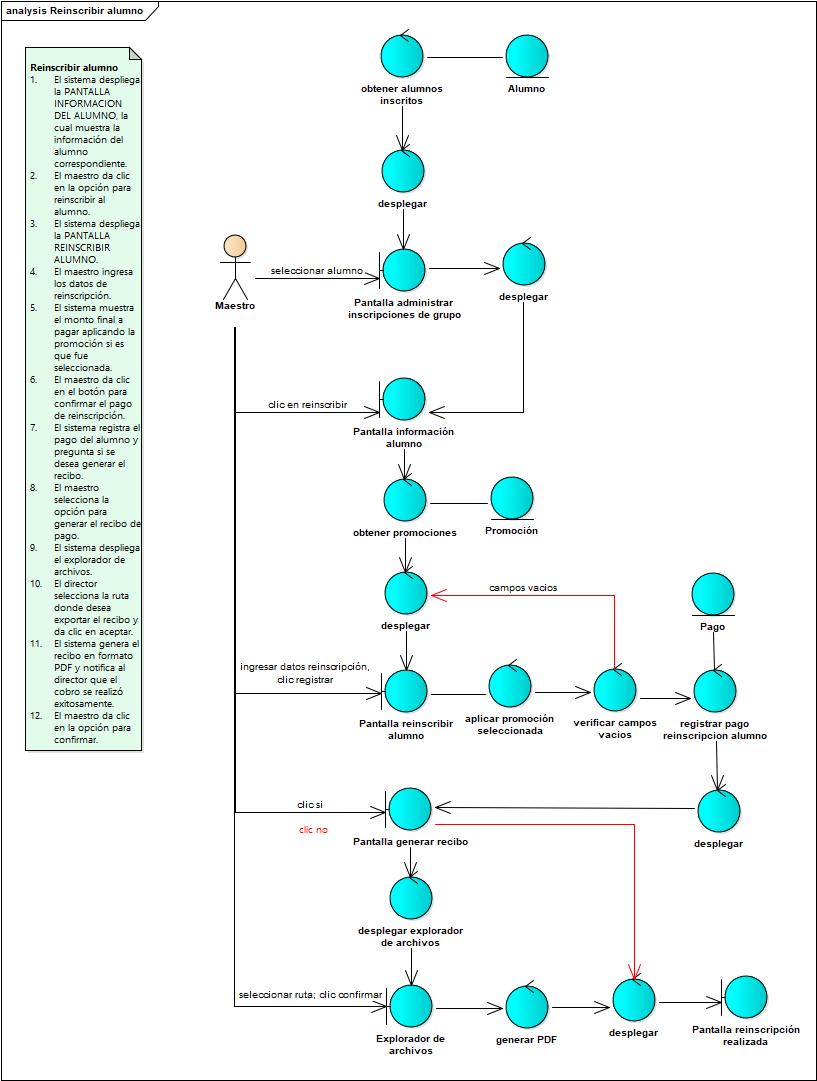 analysis Reinscribir alumno
Reinscribir alumno
1. El sistema despliega
la PANTALLA
INFORMACION
DEL ALUMNO, la
cual muestra la
información del
alumno
correspondiente.
2. El maestro da clic
en la opción para
reinscribir al
alumno.
3. El sistema despliega
la PANTALLA
REINSCRIBIR
ALUMNO.
4. El maestro ingresa
los datos de
reinscripción.
5. El sistema muestra
el monto final a
pagar aplicando la
promoción si es
que fue
seleccionada.
6. El maestro da clic
en el botón para
confirmar el pago
de reinscripción.
7. El sistema registra el
pago del alumno y
pregunta si se
desea generar el
recibo.
8. El maestro
selecciona la
opción para
generar el recibo de
pago.
9. El sistema despliega
el explorador de
archivos.
10. El director
selecciona la ruta
donde desea
exportar el recibo y
da clic en aceptar.
11. El sistema genera el
recibo en formato
PDF y notifica al
director que el
cobro se realizó
exitosamente.
12. El maestro da clic
en la opción para
confirmar.
obtener alumnos
inscritos
Alumno
desplegar
Maestro
seleccionar alumno
Pantalla administrar
inscripciones de grupo
desplegar
clic en reinscribir
Pantalla información
alumno
obtener promociones
Promoción
desplegar
campos vacios
Pago
ingresar datos reinscripción,
clic registrar
Pantalla reinscribir
alumno
aplicar promoción
seleccionada
verificar campos
vacios
registrar pago
reinscripcion alumno
clic si
clic no
Pantalla generar recibo
desplegar
desplegar explorador
de archivos
seleccionar ruta; clic confirmar
Explorador de
archivos
generar PDF
desplegar
Pantalla reinscripción
realizada